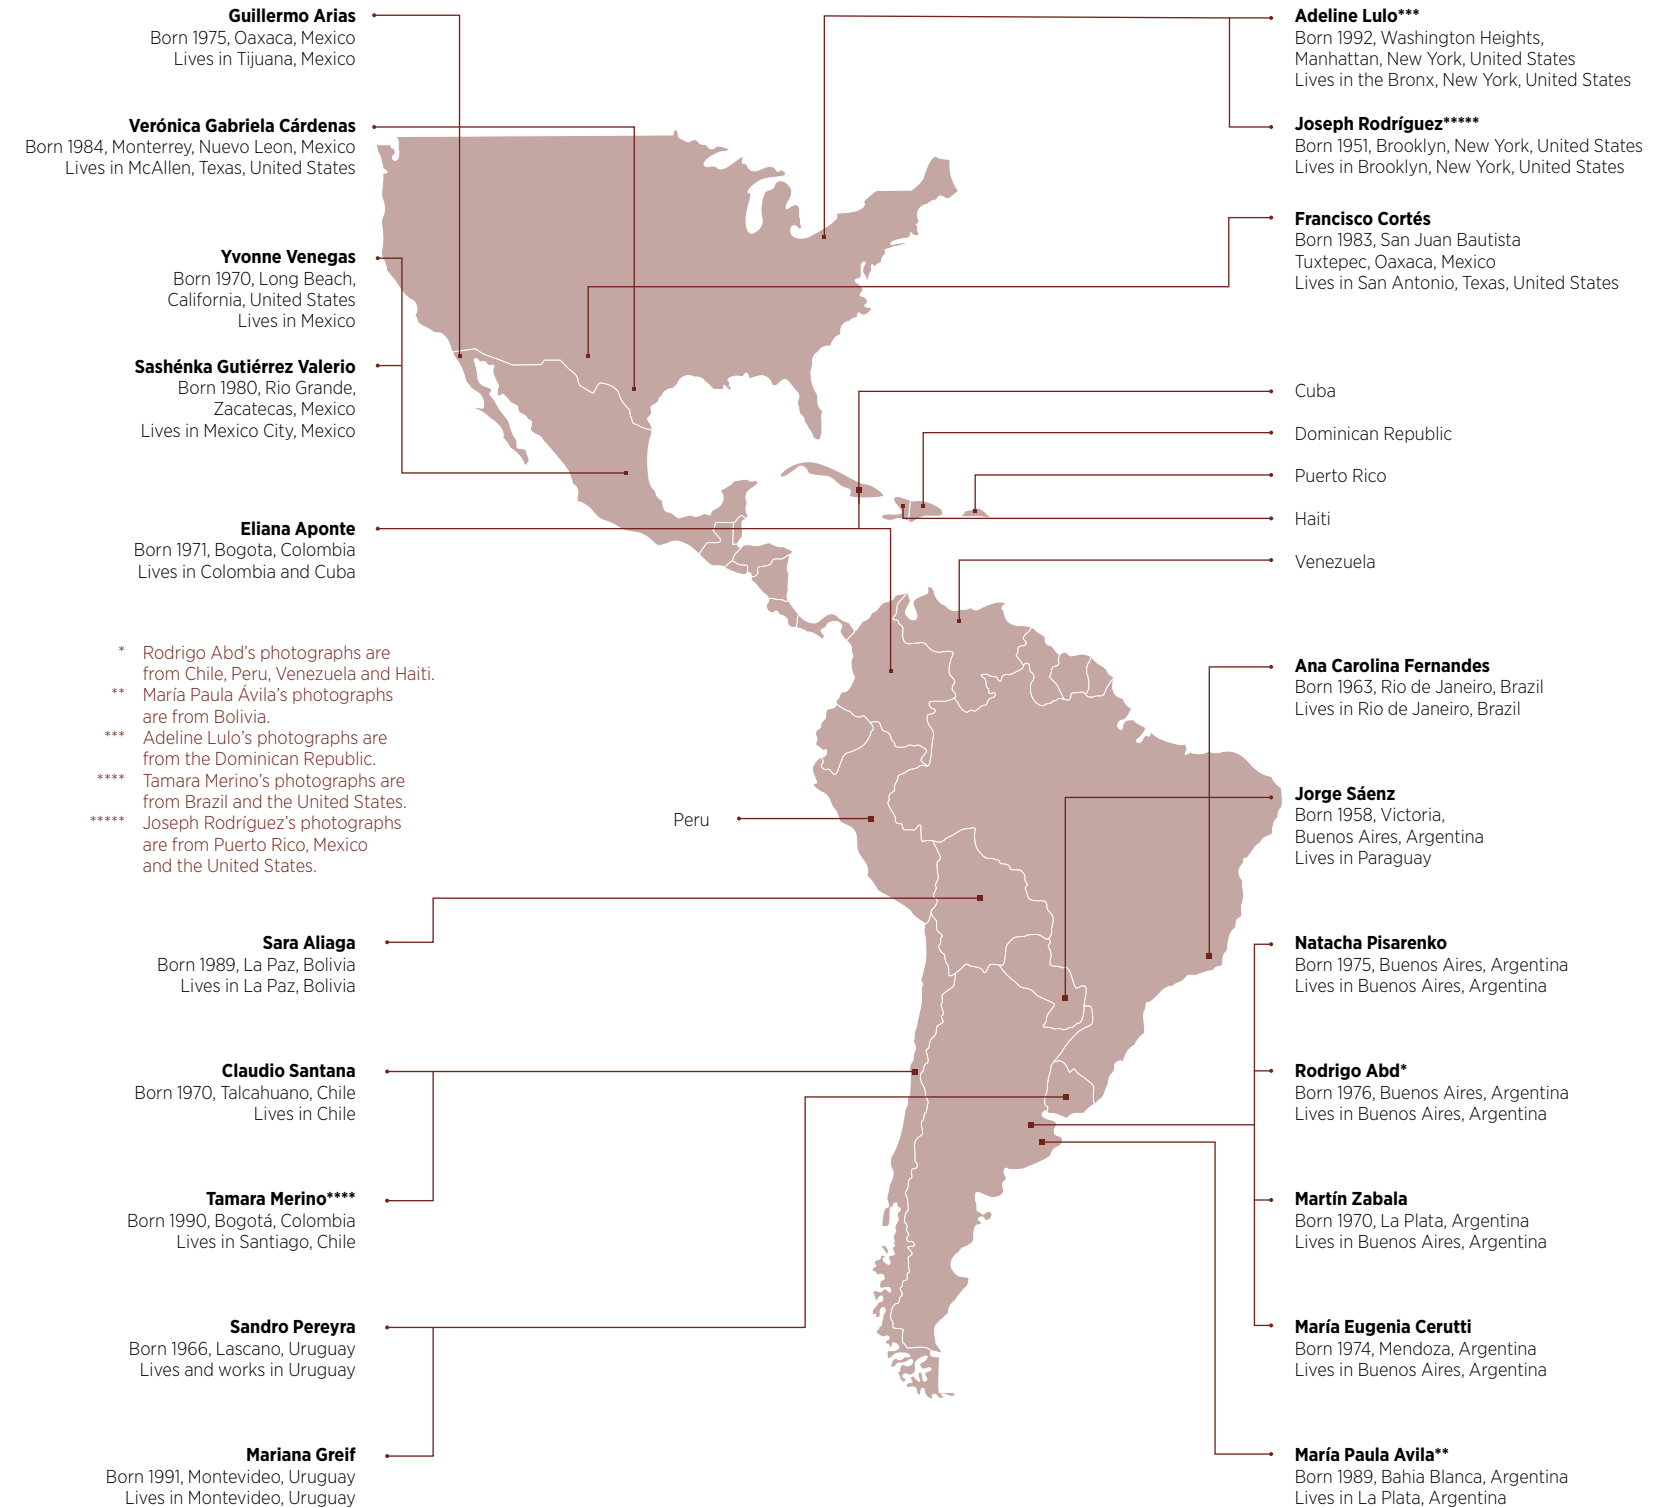 Guillermo Arias
Born 1975, Oaxaca, Mexico
Lives in Tijuana, Mexico
Verónica Gabriela Cárdenas
Born 1984, Monterrey, Nuevo Leon, Mexico
Lives in McAllen, Texas, United States
Yvonne Venegas
Born 1970, Long Beach,
California, United States
Lives in Mexico
Sashénka Gutiérrez Valerio
Born 1980, Rio Grande,
Zacatecas, Mexico
Lives in Mexico City, Mexico
Eliana Aponte
Born 1971, Bogota, Colombia
Lives in Colombia and Cuba
* Rodrigo Abd’s photographs are
from Chile, Peru, Venezuela and Haiti.
** María Paula Ávila’s photographs
are from Bolivia.
*** Adeline Lulo’s photographs are
from the Dominican Republic.
**** Tamara Merino’s photographs are
from Brazil and the United States.
***** Joseph Rodríguez’s photographs
are from Puerto Rico, Mexico
and the United States.
Peru
Sara Aliaga
Born 1989, La Paz, Bolivia
Lives in La Paz, Bolivia
Claudio Santana
Born 1970, Talcahuano, Chile
Lives in Chile
Tamara Merino****
Born 1990, Bogotá, Colombia
Lives in Santiago, Chile
Sandro Pereyra
Born 1966, Lascano, Uruguay
Lives and works in Uruguay
Mariana Greif
Born 1991, Montevideo, Uruguay
Lives in Montevideo, Uruguay
Adeline Lulo***
Born 1992, Washington Heights,
Manhattan, New York, United States
Lives in the Bronx, New York, United States
Joseph Rodríguez*****
Born 1951, Brooklyn, New York, United States
Lives in Brooklyn, New York, United States
Francisco Cortés
Born 1983, San Juan Bautista
Tuxtepec, Oaxaca, Mexico
Lives in San Antonio, Texas, United States
Cuba
Dominican Republic
Puerto Rico
Haiti
Venezuela
Ana Carolina Fernandes
Born 1963, Rio de Janeiro, Brazil
Lives in Rio de Janeiro, Brazil
Jorge Sáenz
Born 1958, Victoria,
Buenos Aires, Argentina
Lives in Paraguay
Natacha Pisarenko
Born 1975, Buenos Aires, Argentina
Lives in Buenos Aires, Argentina
Rodrigo Abd*
Born 1976, Buenos Aires, Argentina
Lives in Buenos Aires, Argentina
Martín Zabala
Born 1970, La Plata, Argentina
Lives in Buenos Aires, Argentina
María Eugenia Cerutti
Born 1974, Mendoza, Argentina
Lives in Buenos Aires, Argentina
María Paula Avila**
Born 1989, Bahia Blanca, Argentina
Lives in La Plata, Argentina